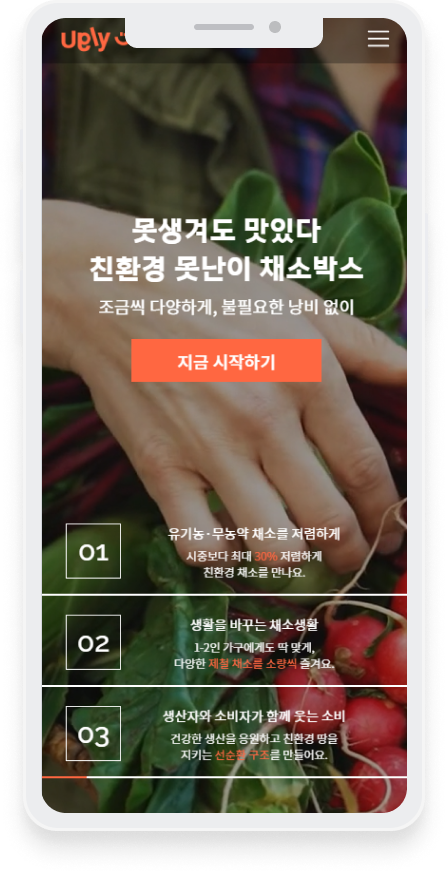 Ugly
못생겨도 맛있다
친환경 못난이 채소박스
조금씩 다양하게, 불필요한 낭비 없이
지금 시작하기
01
유기농·무농약 채소를 저렴하게
시중보다 최대 30% 저렴하게
친환경 채소를 만나요.
02
생활을 바꾸는 채소생활
1-2인 가구에게도 딱 맞게,
다양한 제철 채소를 소량씩 즐겨요.
03
생산자와 소비자가 함께 웃는 소비
건강한 생산을 응원하고 친환경 땅을
지키는 선순환 구조를 만들어요.